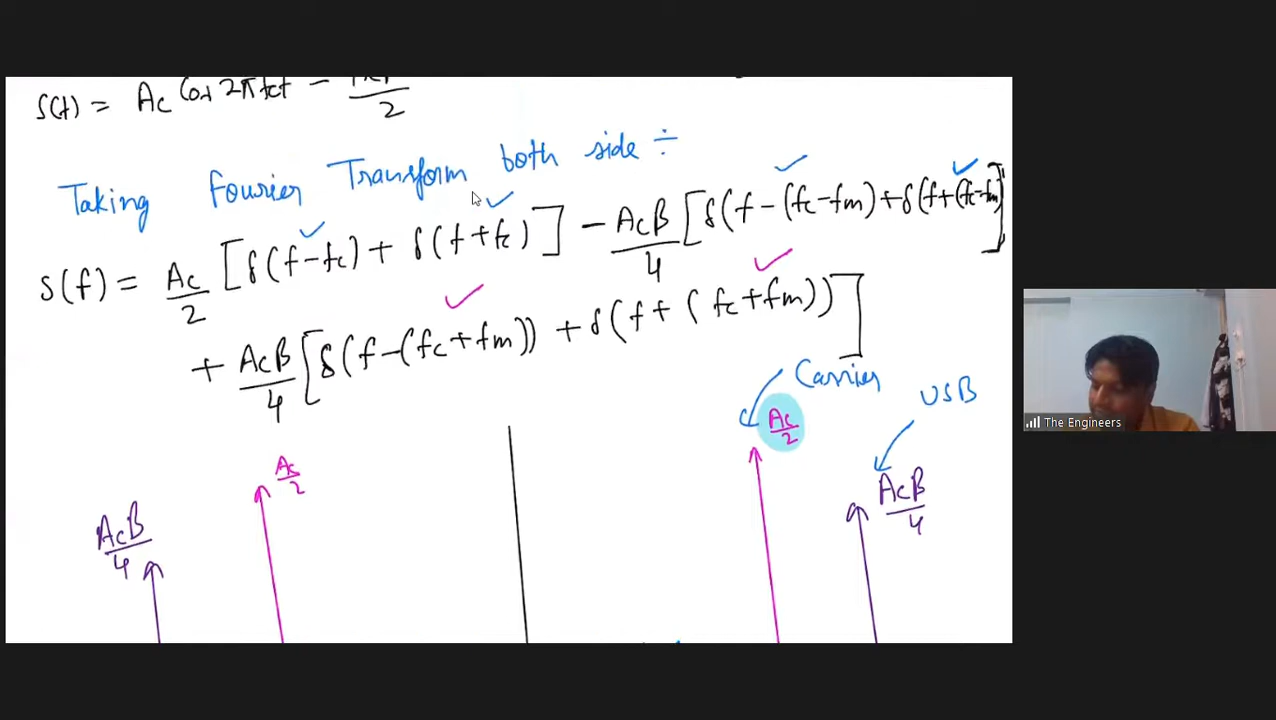 S(t) = Ac Cos 2πfct - AcB/2
Taking Fourier Transform both side ÷
S(f) = Ac/2 [δ(f-fc) + δ(f+fc)] - AcB/4 [δ(f-(fc-fm)+δ(f+(fc-fm)]
+ AcB/4 [δ(f-(fc+fm)) + δ(f+(fc+fm))]
Carrier
USB
Ac/2
Ac/2
AcB/4
AcB/4
The Engineers